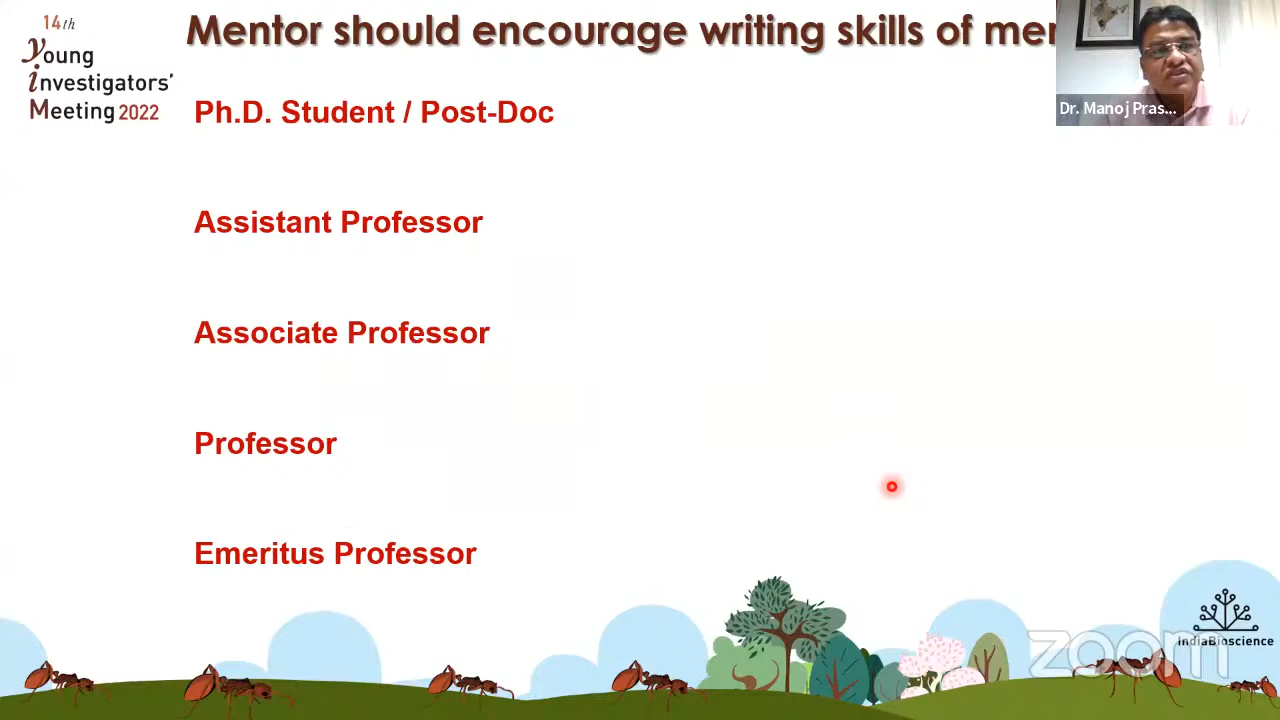 14th
Young
investigators'
Meeting 2022
Mentor should encourage writing skills of
Dr. Manoj Pras...
Ph.D. Student / Post-Doc
Assistant Professor
Associate Professor
Professor
Emeritus Professor
zoom
IndiaBioscience